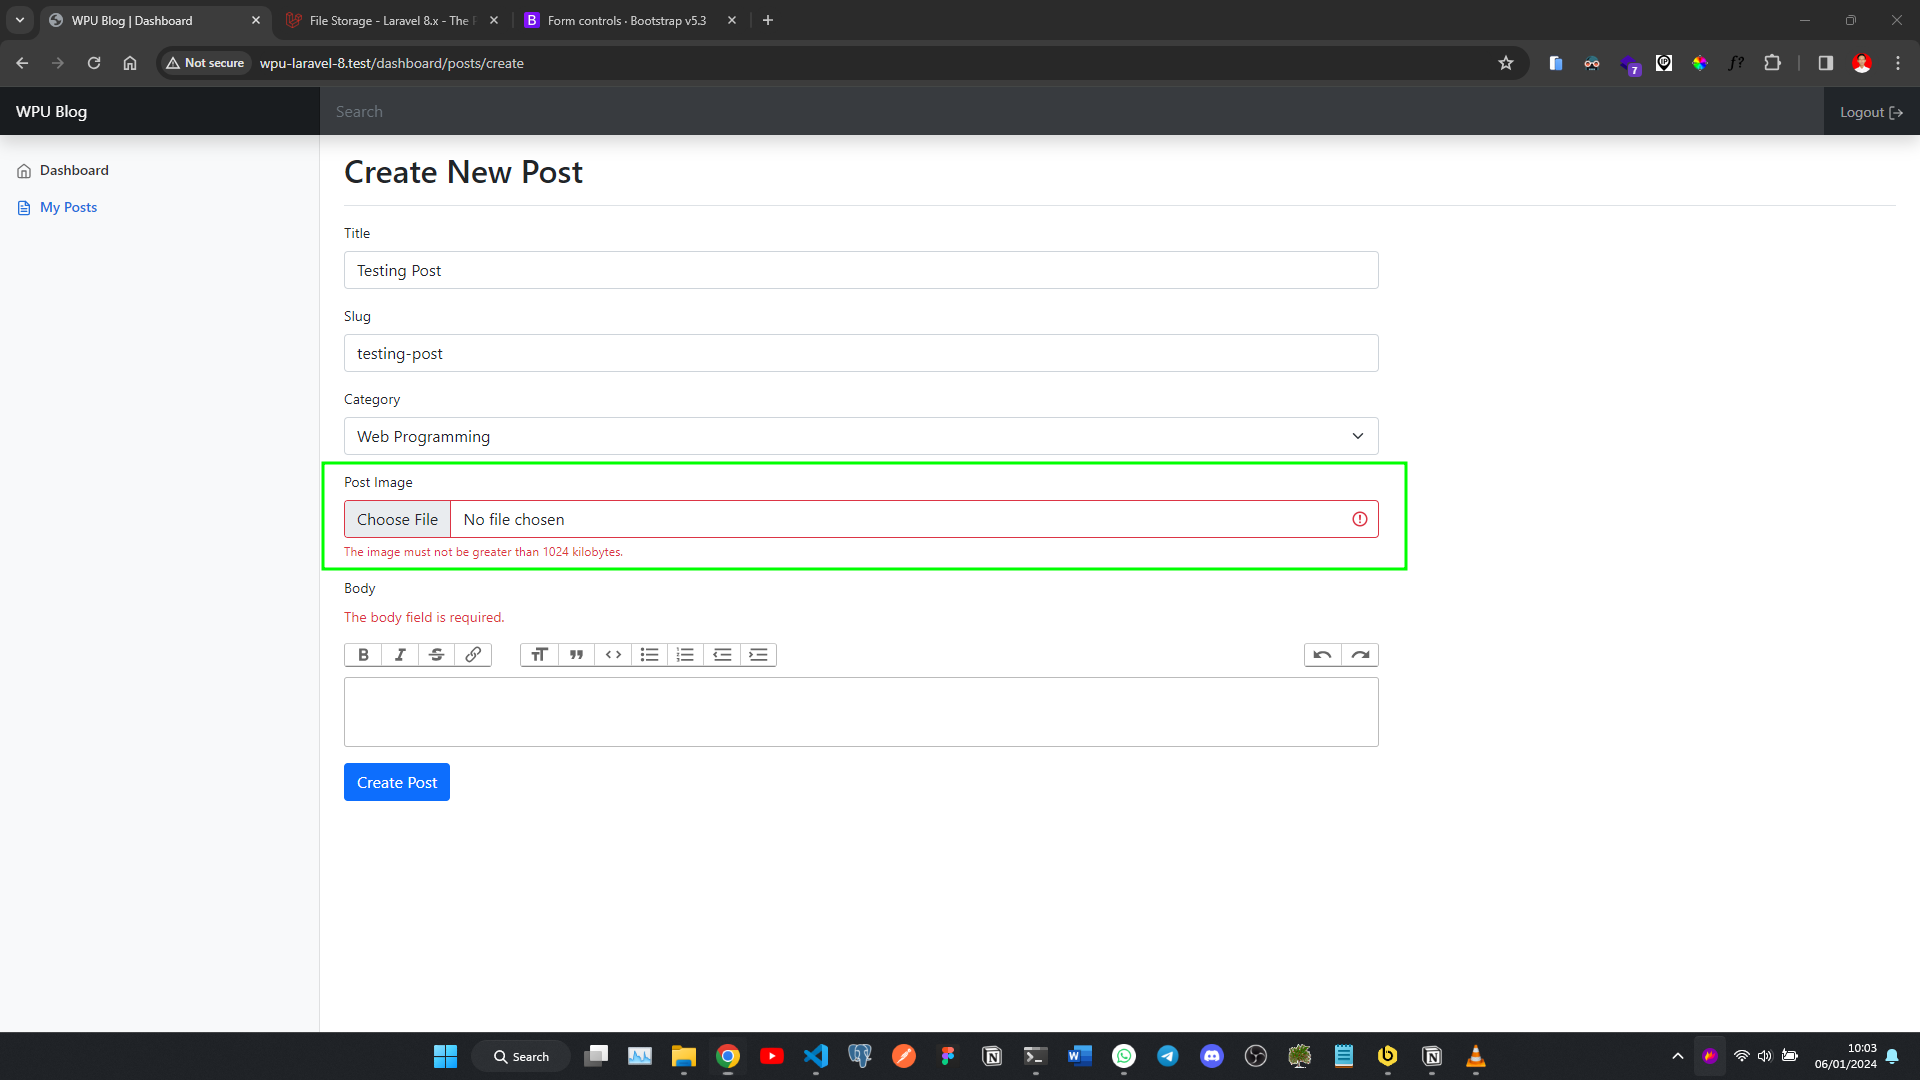 WPU Blog | Dashboard
File Storage - Laravel 8.x - The
Form controls · Bootstrap v5.3
Not secure
wpu-laravel-8.test/dashboard/posts/create
f?
7
WPU Blog
Search
Logout
Dashboard
My Posts
Create New Post
Title
Testing Post
Slug
testing-post
Category
Web Programming
Post Image
Choose File
No file chosen
The image must not be greater than 1024 kilobytes.
Body
The body field is required.
Create Post
Search
10:03
06/01/2024